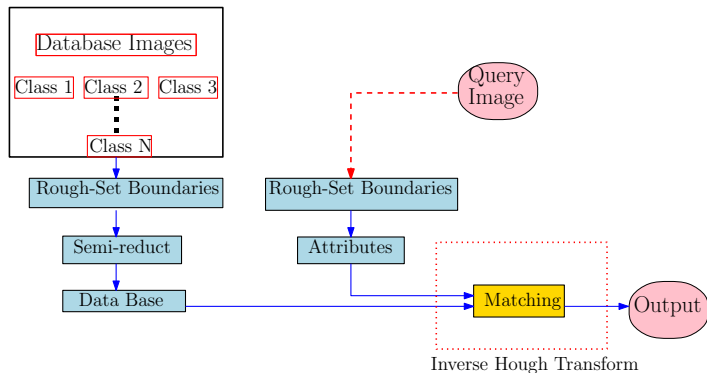 Database Images
Class 1 Class 2 Class 3
Class N
Query
Image
Rough-Set Boundaries
Rough-Set Boundaries
Semi-reduct
Attributes
Data Base
Matching
Output
Inverse Hough Transform